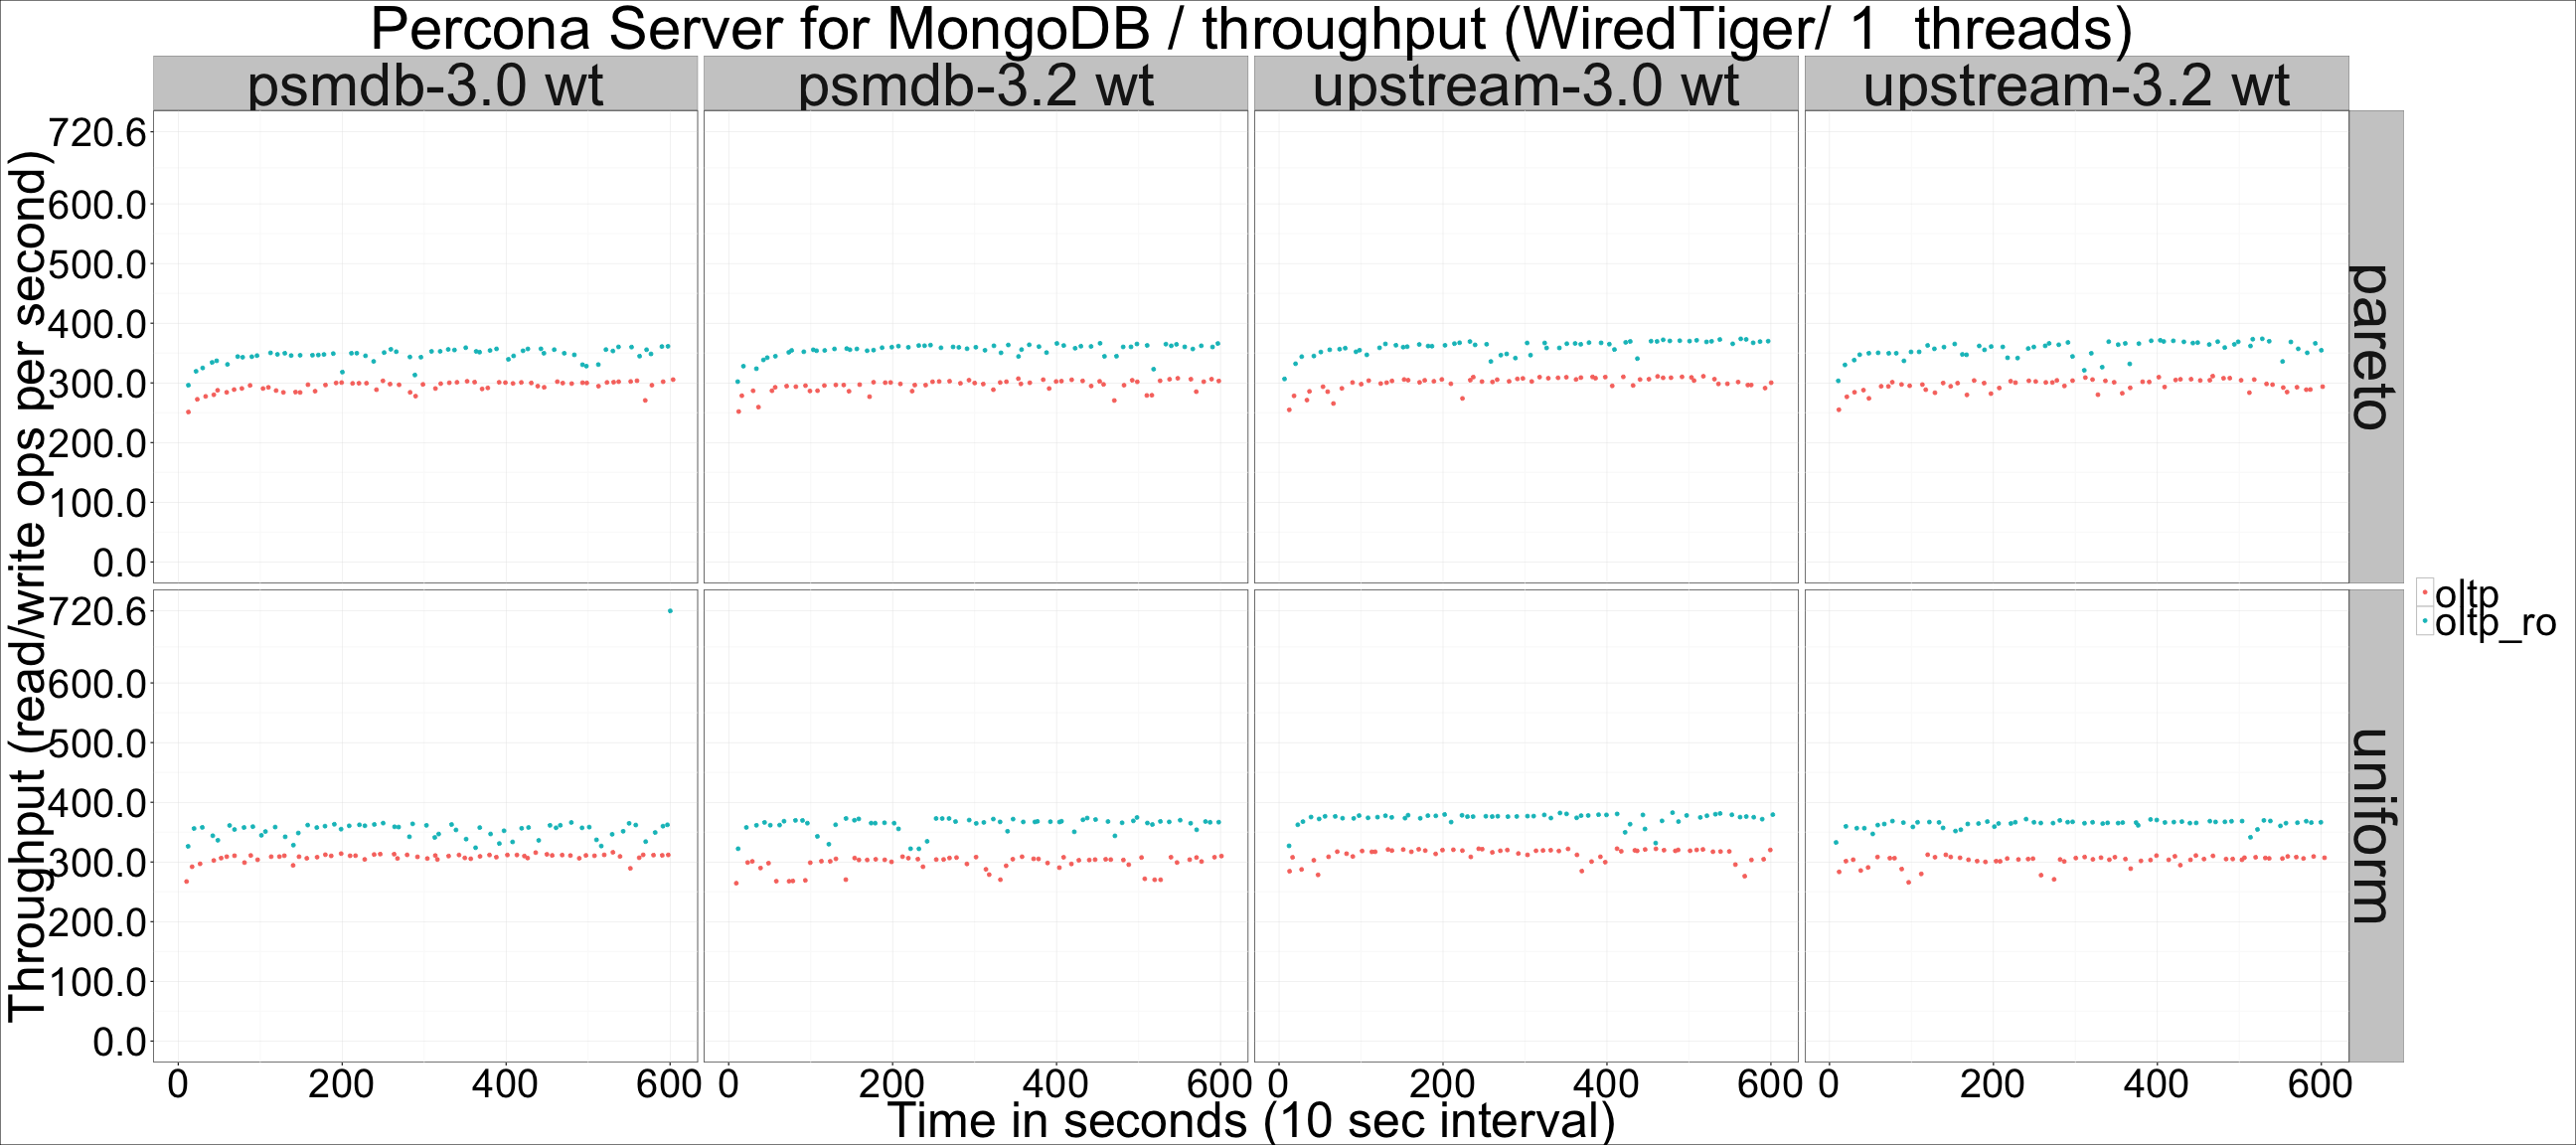 Percona Server for MongoDB / throughput (WiredTiger/ 1  threads)
psmdb-3.0 wt
psmdb-3.2 wt
upstream-3.0 wt
upstream-3.2 wt
Throughput (read/write ops per second)
720.6
600.0
500.0
400.0
300.0
200.0
100.0
0.0
pareto
720.6
600.0
500.0
400.0
300.0
200.0
100.0
0.0
uniform
oltp
oltp_ro
0 200 400 600
0 200 400 600
0 200 400 600
0 200 400 600
Time in seconds (10 sec interval)